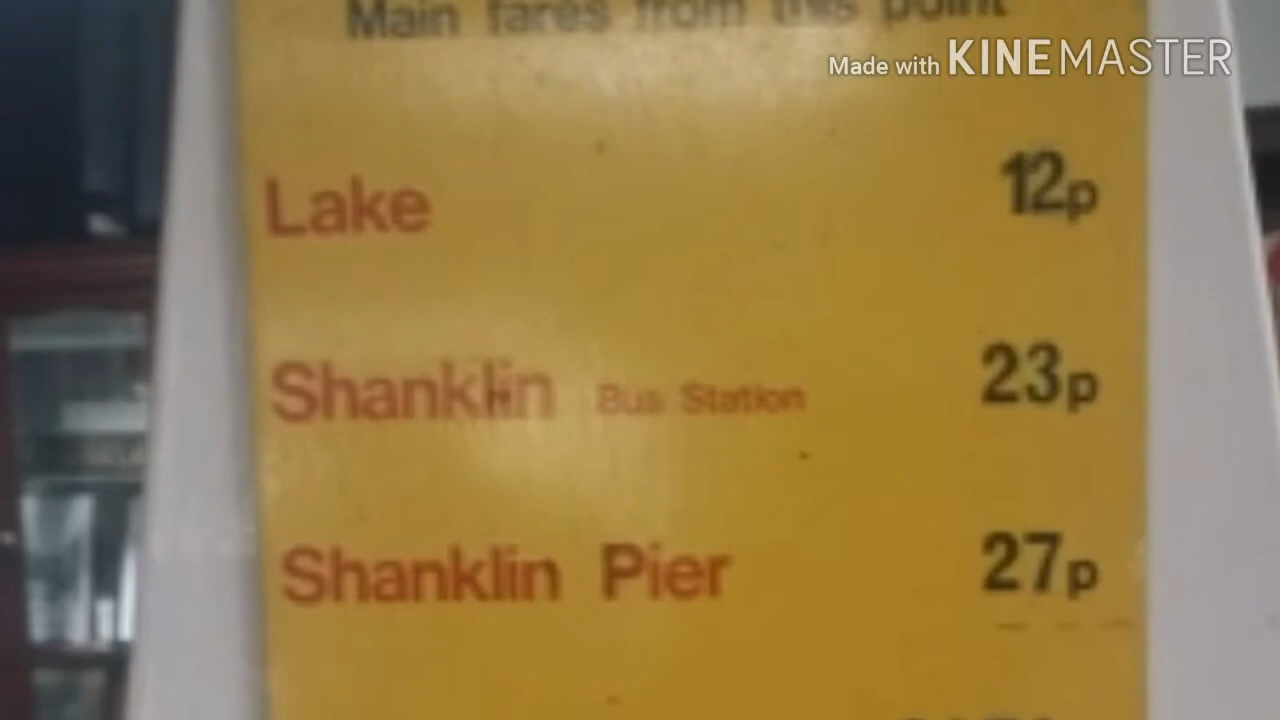 Main fares from this point
Made with KINEMASTER
Lake 12p
Shanklin Bus Station 23p
Shanklin Pier 27p